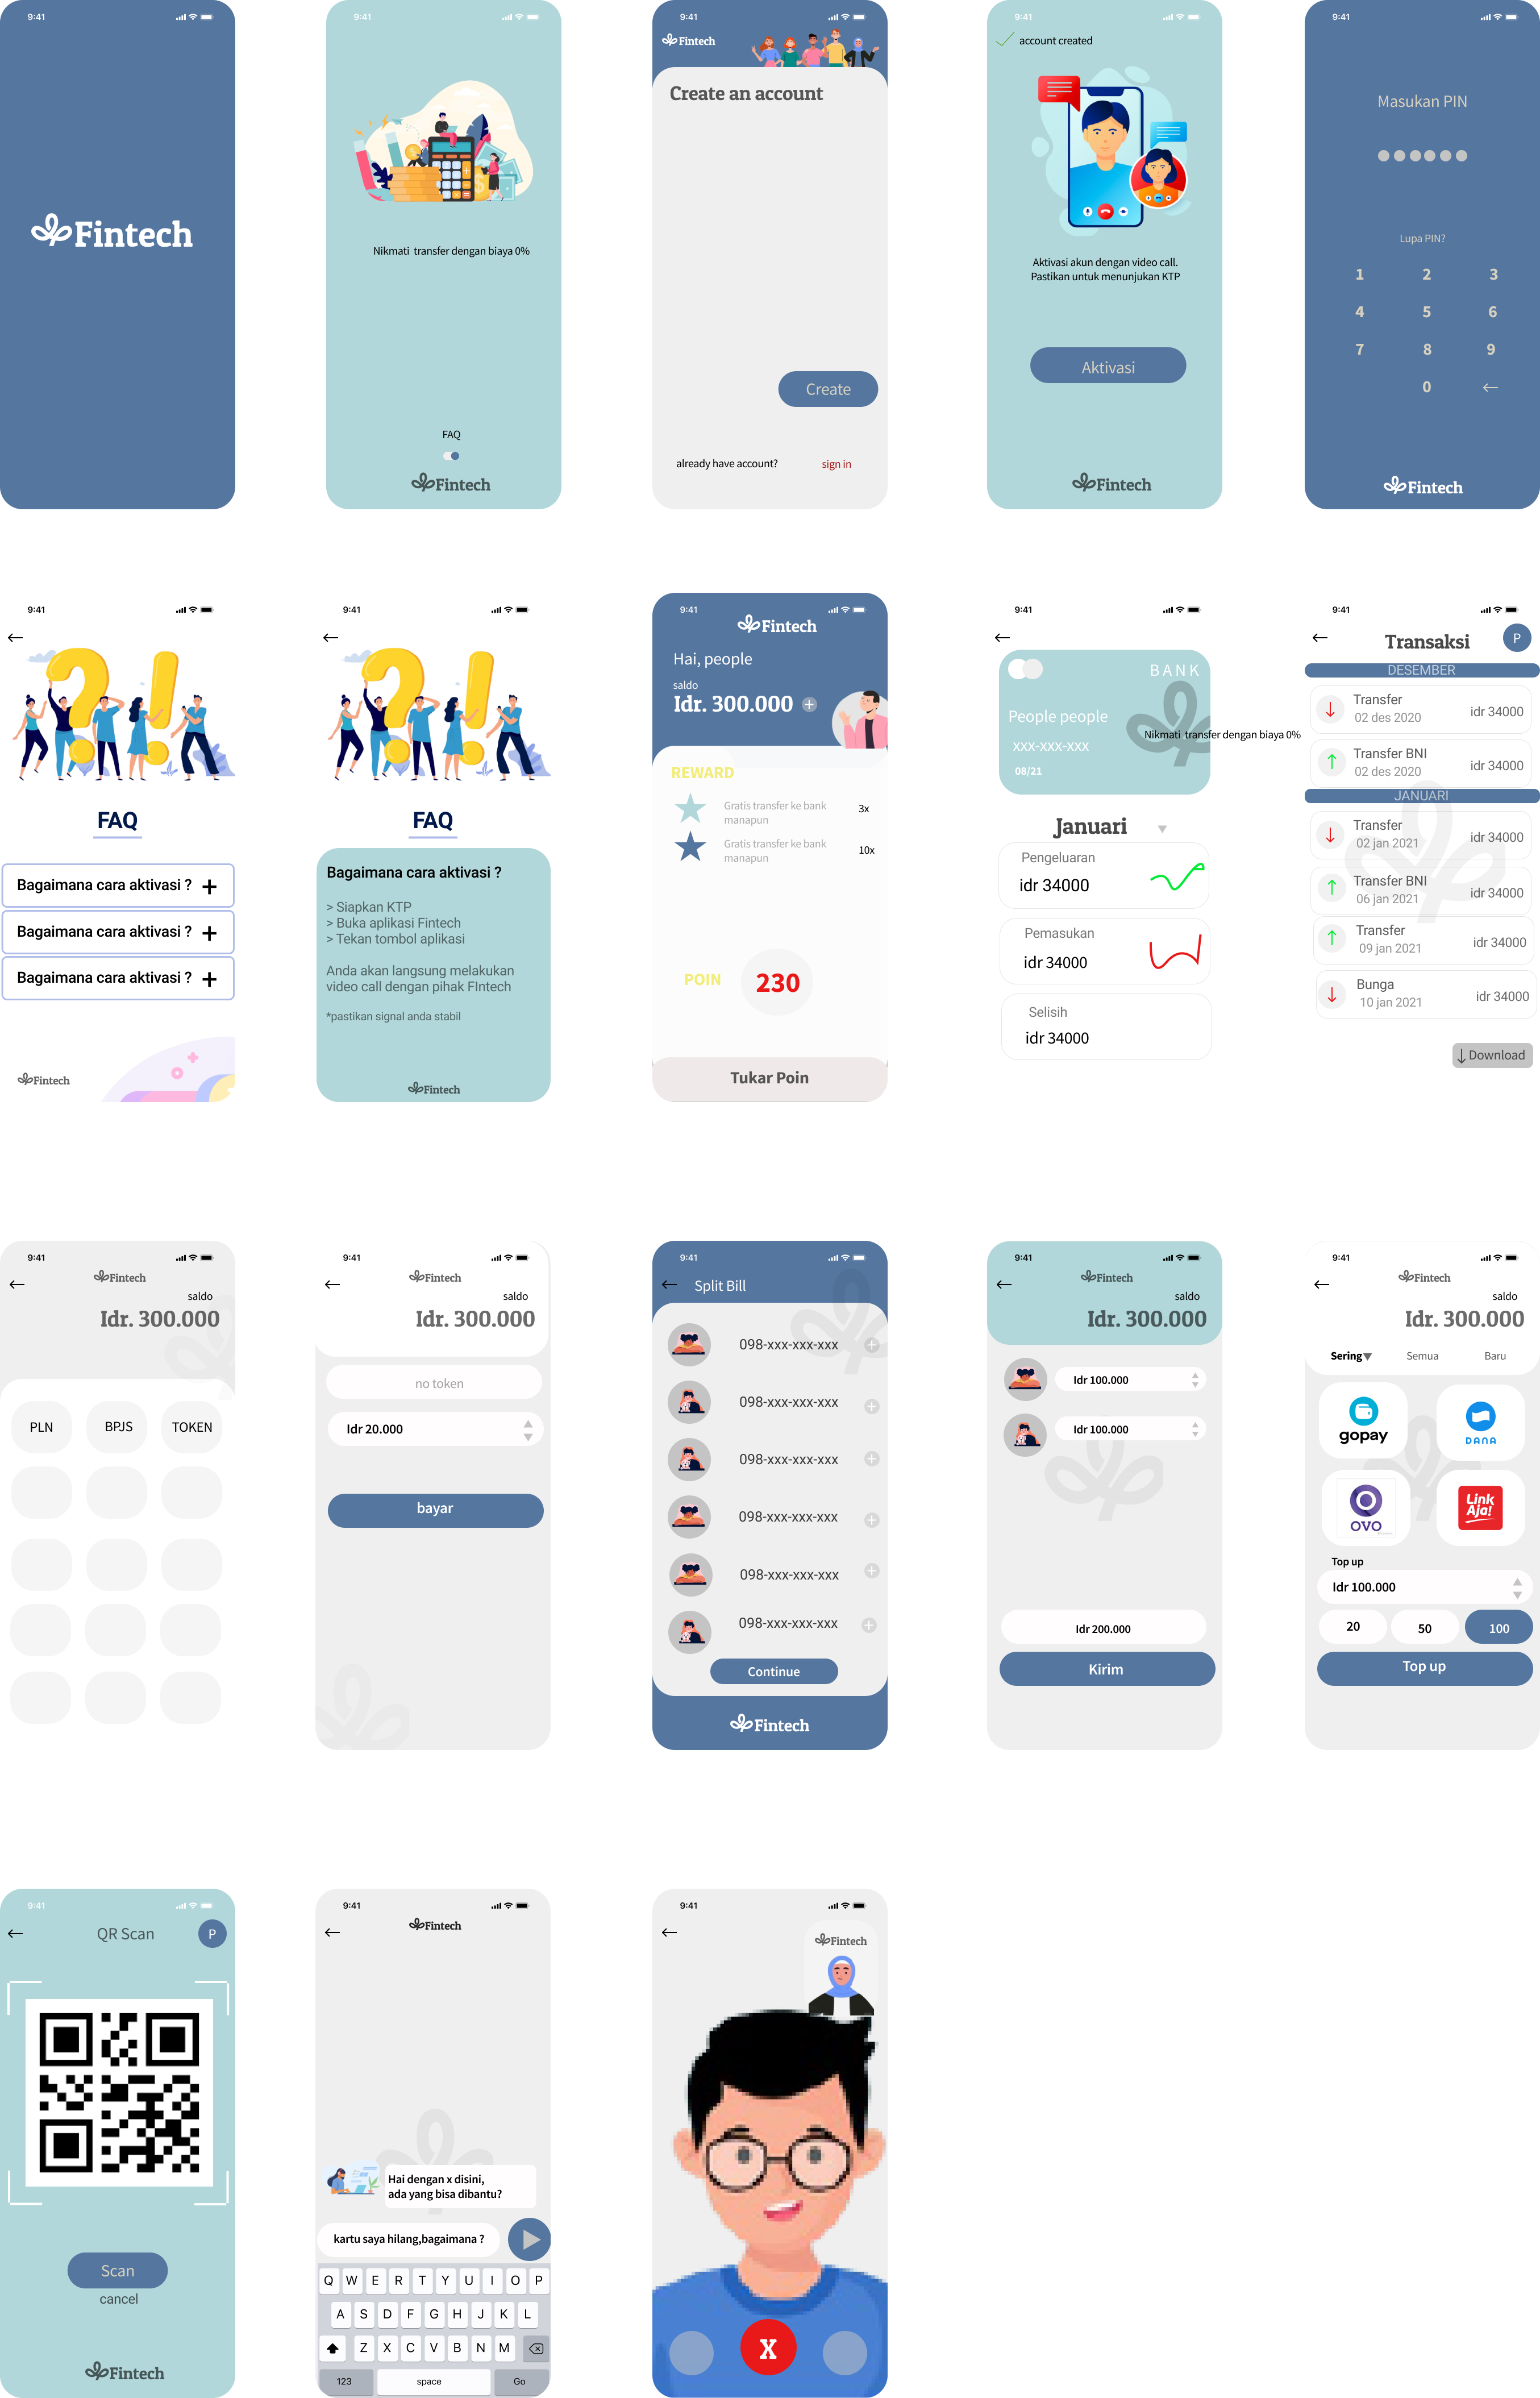 9:41
Fintech
9:41
Nikmati transfer dengan biaya 0%
FAQ
Fintech
9:41
Fintech
Create an account
Create
already have account? sign in
9:41
account created
Aktivasi akun dengan video call.
Pastikan untuk menunjukan KTP
Aktivasi
Fintech
9:41
Masukan PIN
Lupa PIN?
1 2 3
4 5 6
7 8 9
0 ←
Fintech
9:41
←
?!
FAQ
Bagaimana cara aktivasi ? +
Bagaimana cara aktivasi ? +
Bagaimana cara aktivasi ? +
Fintech
9:41
←
?!
FAQ
Bagaimana cara aktivasi ?
> Siapkan KTP
> Buka aplikasi Fintech
> Tekan tombol aplikasi
Anda akan langsung melakukan
video call dengan pihak FIntech
*pastikan signal anda stabil
Fintech
9:41
Fintech
Hai, people
saldo
Idr. 300.000 +
REWARD
Gratis transfer ke bank
manapun
3x
Gratis transfer ke bank
manapun
10x
POIN 230
Tukar Poin
9:41
←
BANK
People people
Nikmati transfer dengan biaya 0%
xxx-xxx-xxx
08/21
Januari
Pengeluaran
idr 34000
Pemasukan
idr 34000
Selisih
idr 34000
9:41
←
Transaksi P
DESEMBER
Transfer
02 des 2020
idr 34000
Transfer BNI
02 des 2020
idr 34000
JANUARI
Transfer
02 jan 2021
idr 34000
Transfer BNI
06 jan 2021
idr 34000
Transfer
09 jan 2021
idr 34000
Bunga
10 jan 2021
idr 34000
↓ Download
9:41
←
Fintech
saldo
Idr. 300.000
PLN BPJS TOKEN
9:41
←
Fintech
saldo
Idr. 300.000
no token
Idr 20.000
bayar
9:41
← Split Bill
098-xxx-xxx-xxx +
098-xxx-xxx-xxx +
098-xxx-xxx-xxx +
098-xxx-xxx-xxx +
098-xxx-xxx-xxx +
098-xxx-xxx-xxx +
Continue
Fintech
9:41
←
Fintech
saldo
Idr. 300.000
Idr 100.000
Idr 100.000
Idr 200.000
Kirim
9:41
←
Fintech
saldo
Idr. 300.000
Sering Semua Baru
gopay DANA
OVO Link Aja!
Top up
Idr 100.000
20 50 100
Top up
9:41
← QR Scan P
Scan
cancel
Fintech
9:41
←
Fintech
Hai dengan x disini,
ada yang bisa dibantu?
kartu saya hilang,bagaimana ?
Q W E R T Y U I O P
A S D F G H J K L
Z X C V B N M
123 space Go
9:41
←
Fintech
X